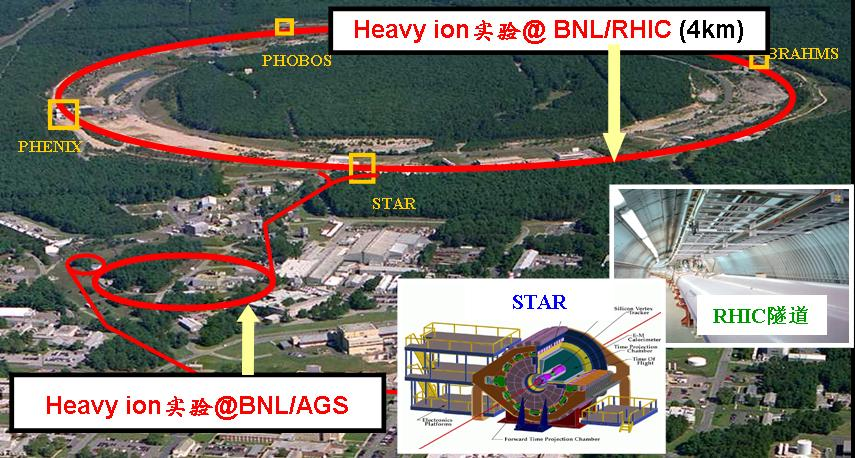 Heavy ion实验@ BNL/RHIC (4km)
PHOBOS
BRAHMS
PHENIX
STAR
STAR
Silicon Vertex
Tracker
E-M
Calorimeter
Time Projection
Chamber
Time Of
Flight
RHIC隧道
Heavy ion实验@BNL/AGS
Electronics
Platforms
Forward Time Projection Chamber